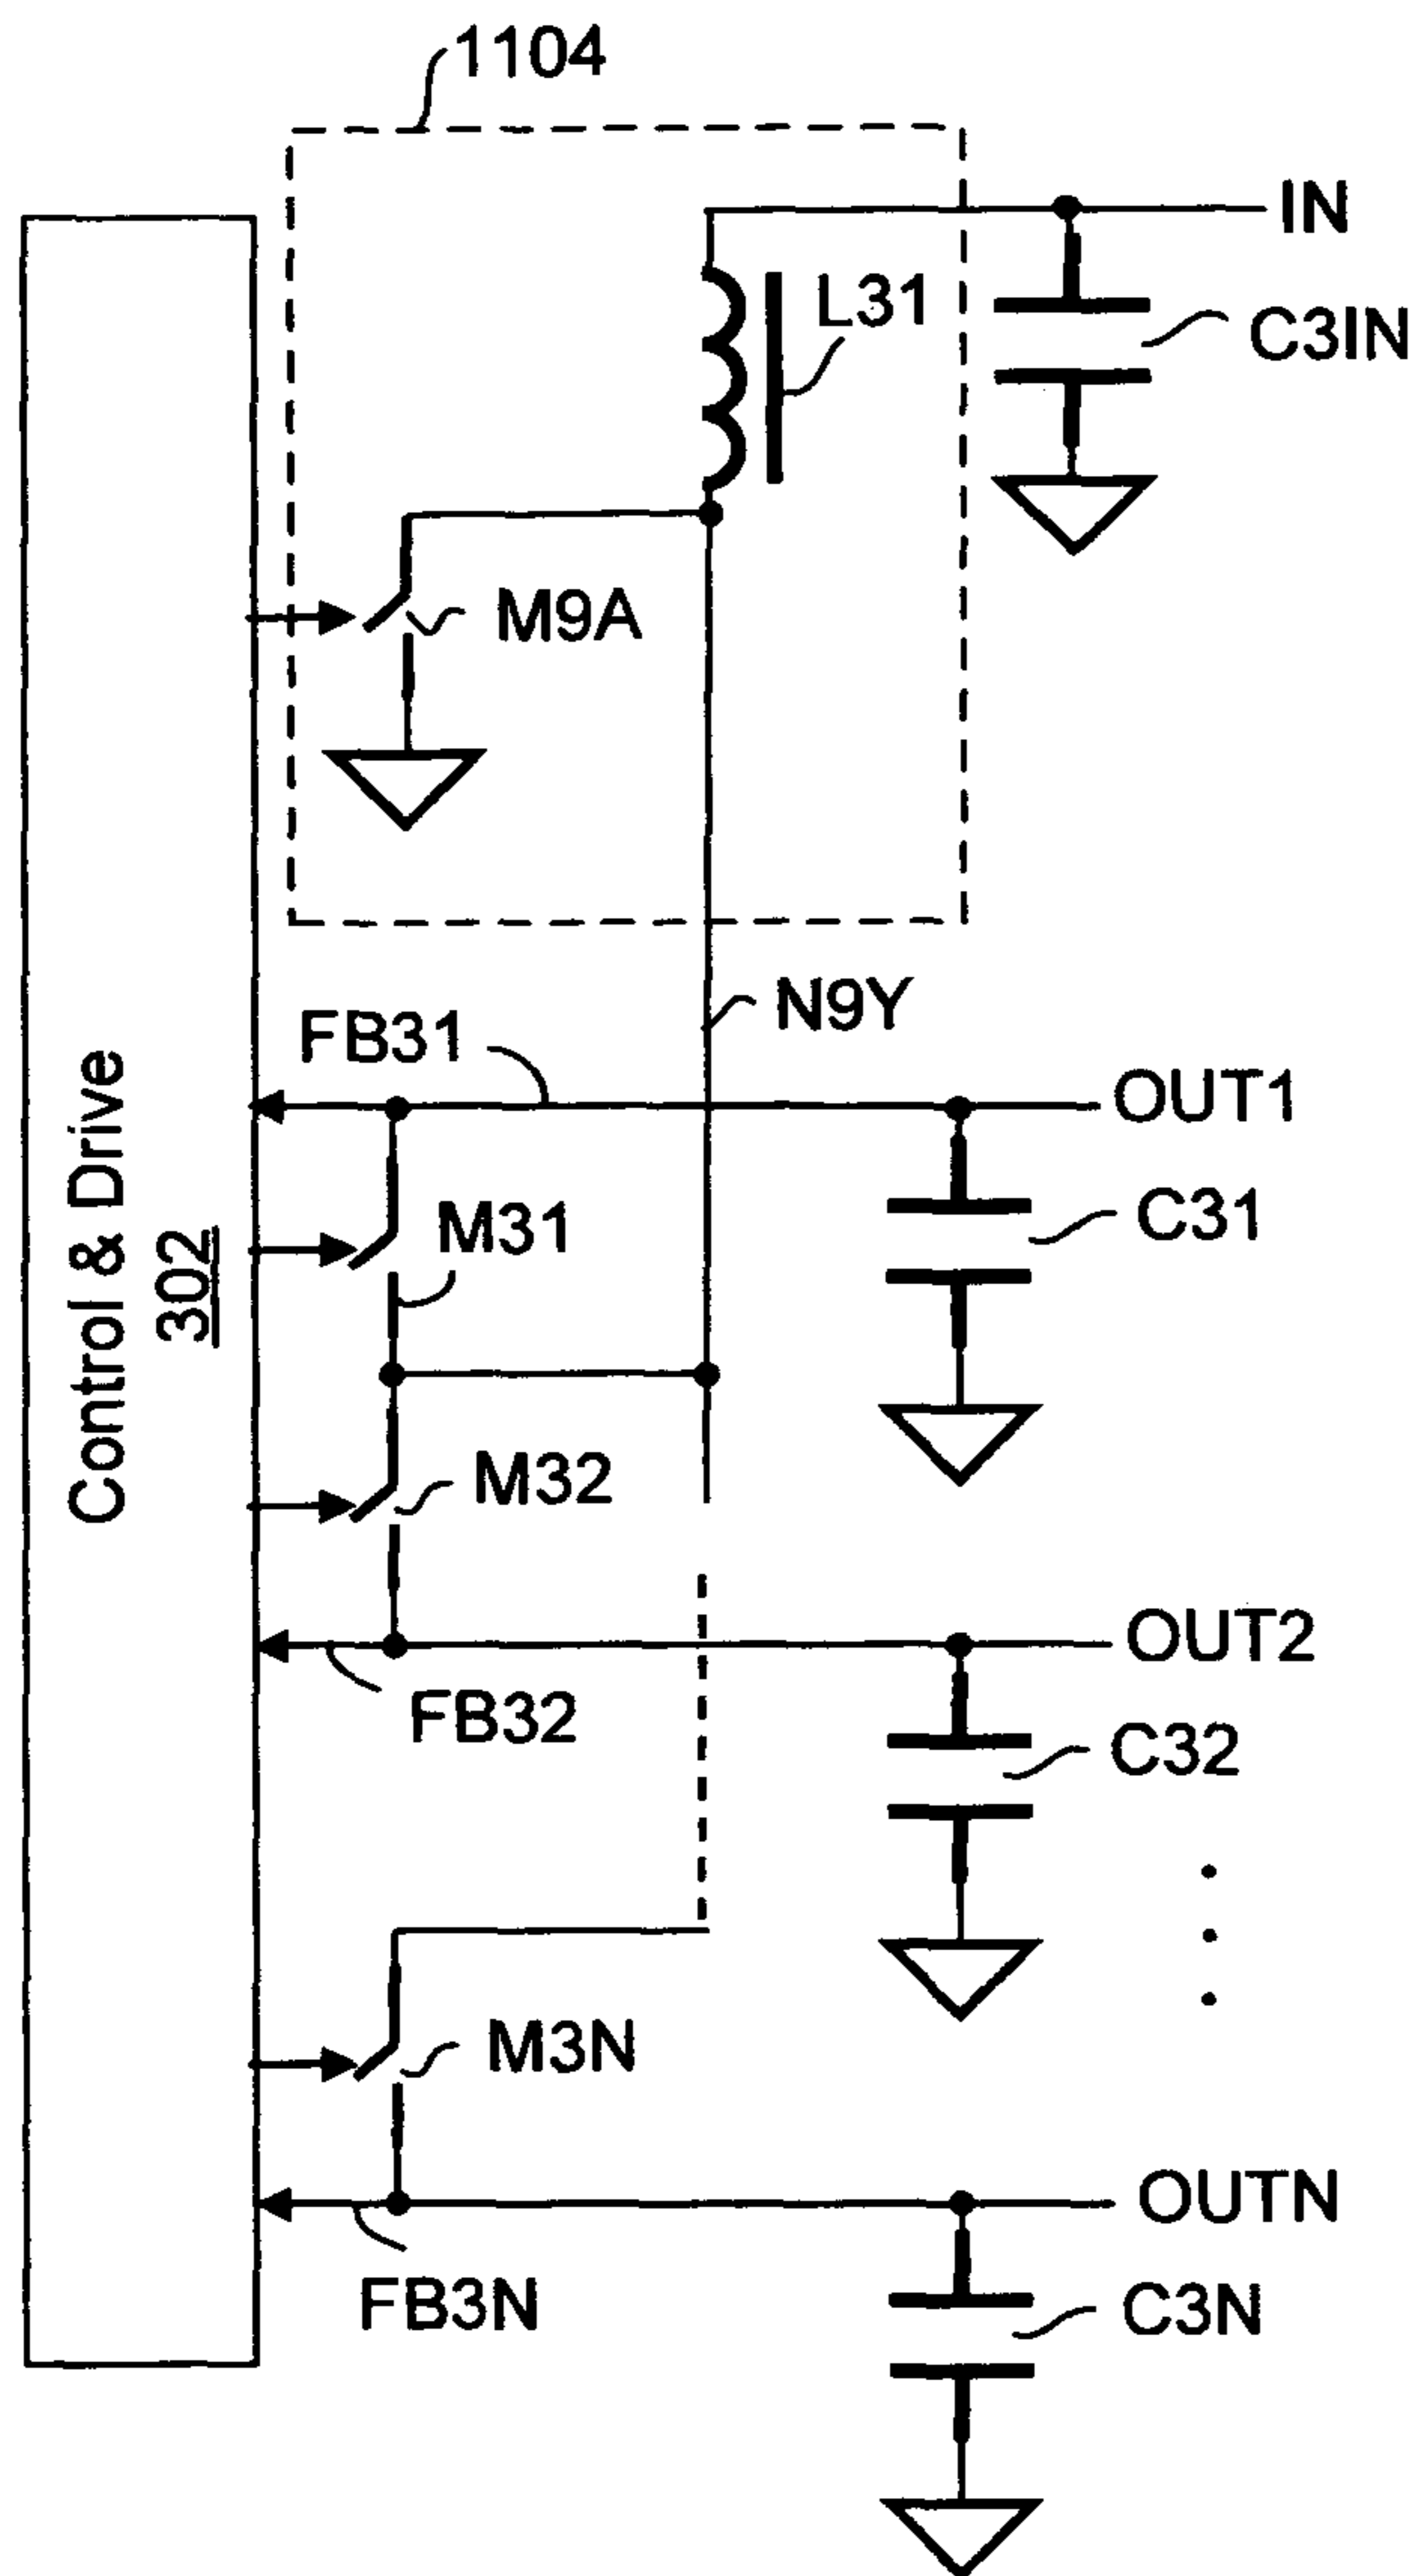 1104
IN
L31
C3IN
M9A
N9Y
FB31
OUT1
Control & Drive
302
M31
C31
M32
OUT2
FB32
C32
M3N
OUTN
FB3N
C3N